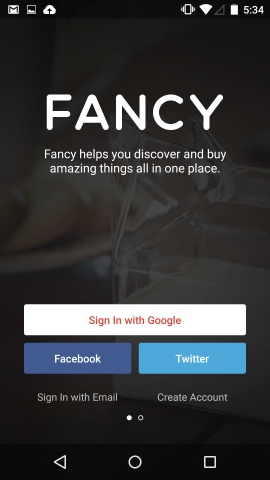 5:34
FANCY
Fancy helps you discover and buy
amazing things all in one place.
Sign In with Google
Facebook
Twitter
Sign In with Email
Create Account